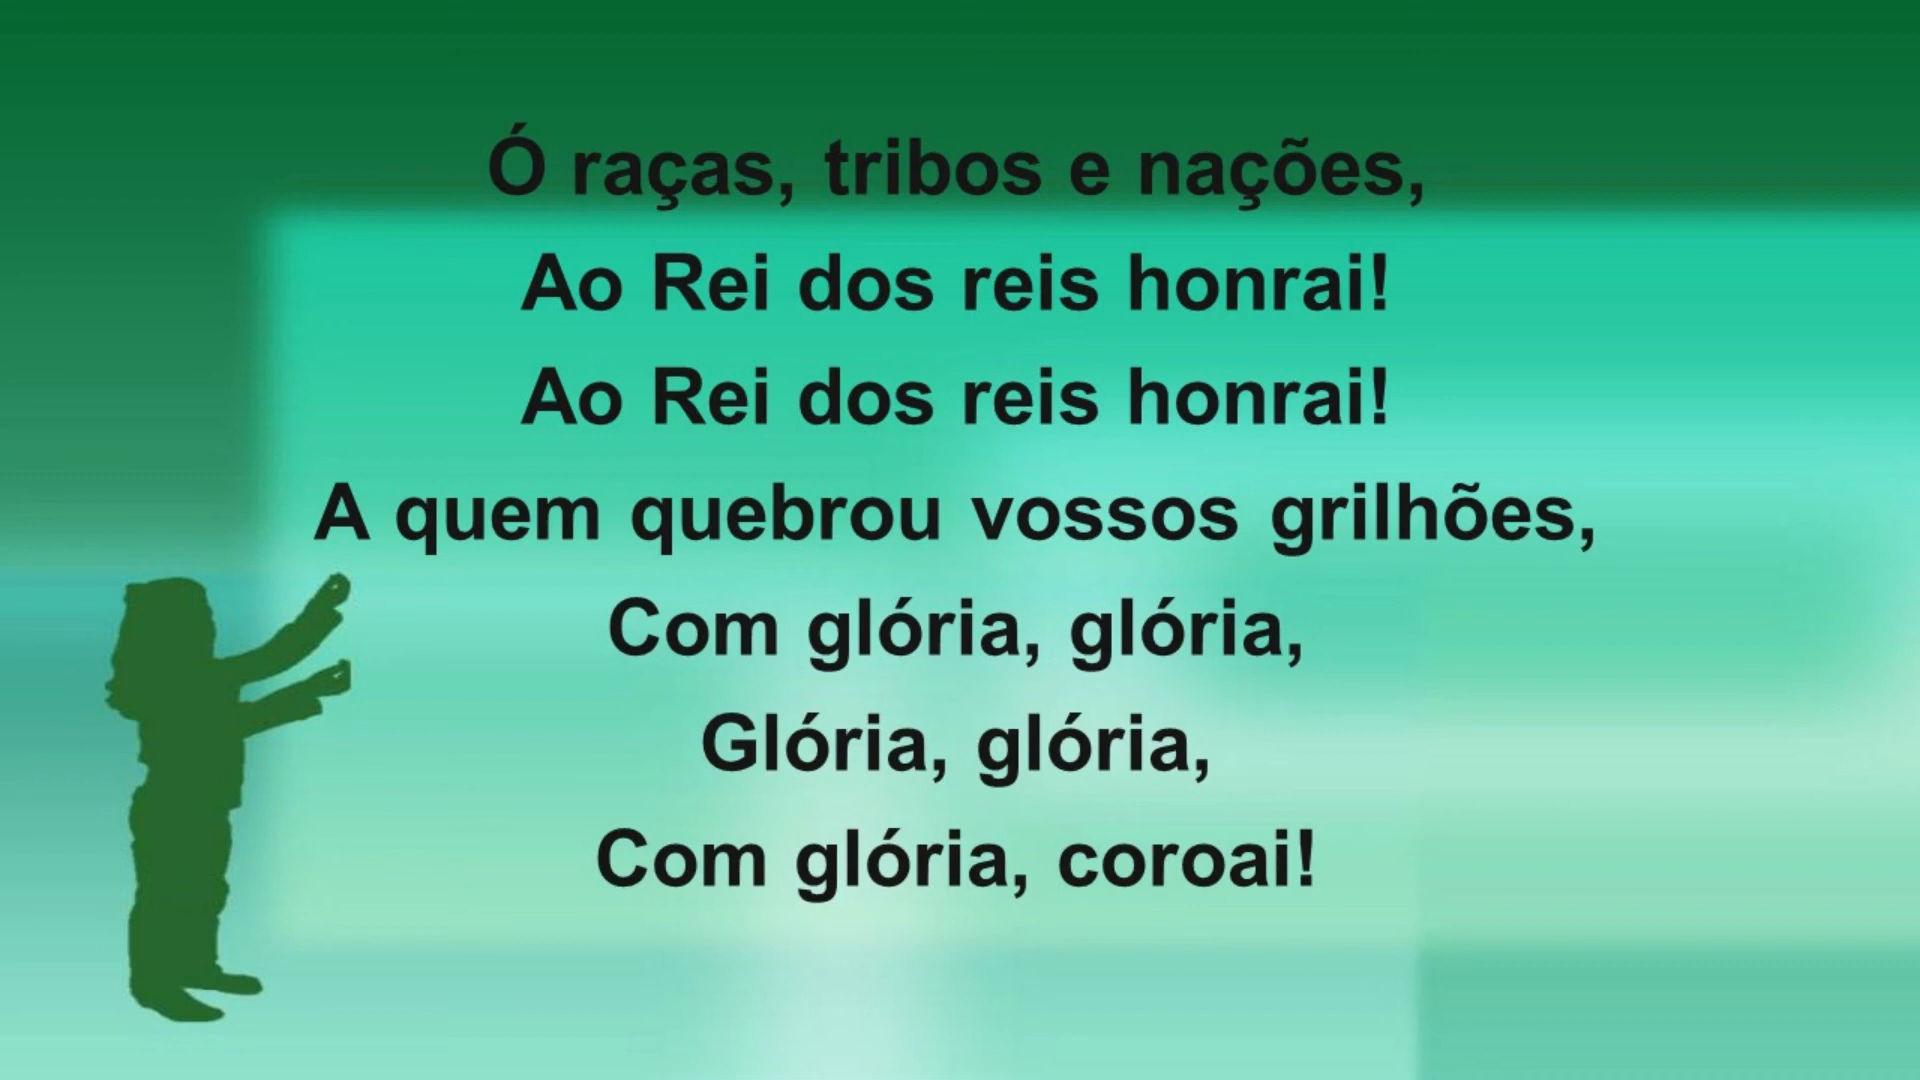 Ó raças, tribos e nações,
Ao Rei dos reis honrai!
Ao Rei dos reis honrai!
A quem quebrou vossos grilhões,
Com glória, glória,
Glória, glória,
Com glória, coroai!